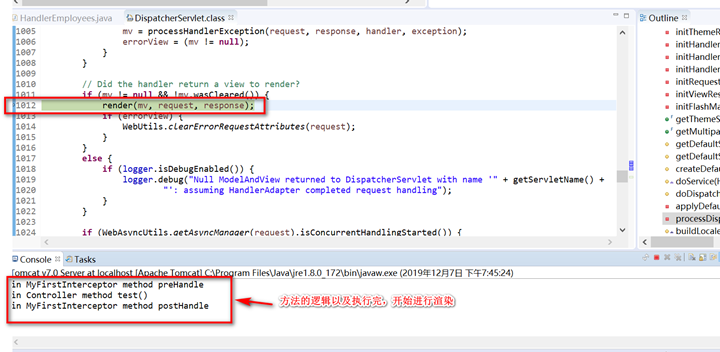 HandlerEmployees.java
DispatcherServlet.class
1005 mv = processHandlerException(request, response, handler, exception);
1006 errorView = (mv != null);
1007 }
1008 }
1009
1010 // Did the handler return a view to render?
1011 if (mv != null && !mv.wasCleared()) {
1012 render(mv, request, response);
1013 if (errorView) {
1014 WebUtils.clearErrorRequestAttributes(request);
1015 }
1016 }
1017 else {
1018 if (logger.isDebugEnabled()) {
1019 logger.debug("Null ModelAndView returned to DispatcherServlet with name '" + getServletName() +
1020 "': assuming HandlerAdapter completed request handling");
1021 }
1022 }
1023
1024 if (WebAsyncUtils.getAsyncManager(request).isConcurrentHandlingStarted()) {
Outline
initThemeR
initHandler
initHandler
initHandler
initRequest
initViewRes
initFlashMa
getThemeS
getMultipa
getDefaultS
getDefaultS
createDefa
doService(H
doDispatch
applyDefau
processDisp
buildLocale
Console
Tasks
Tomcat v7.0 Server at localhost [Apache Tomcat] C:\Program Files\Java\jre1.8.0_172\bin\javaw.exe (2019年12月7日 下午7:45:24)
in MyFirstInterceptor method preHandle
in Controller method test()
in MyFirstInterceptor method postHandle
方法的逻辑以及执行完，开始进行渲染